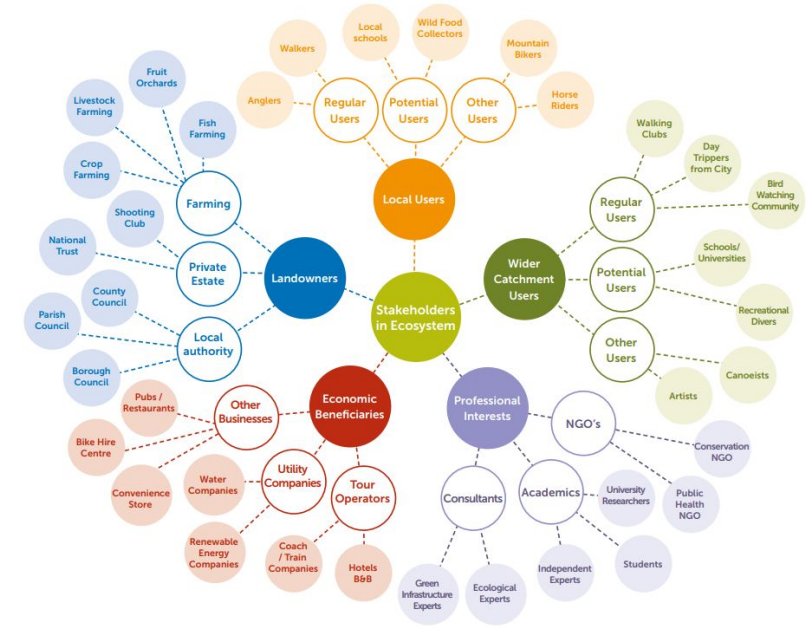 Stakeholders
in Ecosystem
Local Users
Regular
Users
Anglers
Walkers
Potential
Users
Local
schools
Wild Food
Collectors
Other
Users
Mountain
Bikers
Horse
Riders
Wider
Catchment
Users
Regular
Users
Walking
Clubs
Day
Trippers
from City
Bird
Watching
Community
Potential
Users
Schools/
Universities
Recreational
Divers
Other
Users
Canoeists
Artists
Professional
Interests
NGO's
Conservation
NGO
Public
Health
NGO
Academics
University
Researchers
Students
Independent
Experts
Consultants
Ecological
Experts
Green
Infrastructure
Experts
Economic
Beneficiaries
Tour
Operators
Hotels
B&B
Coach
/ Train
Companies
Utility
Companies
Water
Companies
Renewable
Energy
Companies
Other
Businesses
Pubs /
Restaurants
Bike Hire
Centre
Convenience
Store
Landowners
Local
authority
County
Council
Parish
Council
Borough
Council
Private
Estate
Shooting
Club
National
Trust
Farming
Crop
Farming
Livestock
Farming
Fruit
Orchards
Fish
Farming